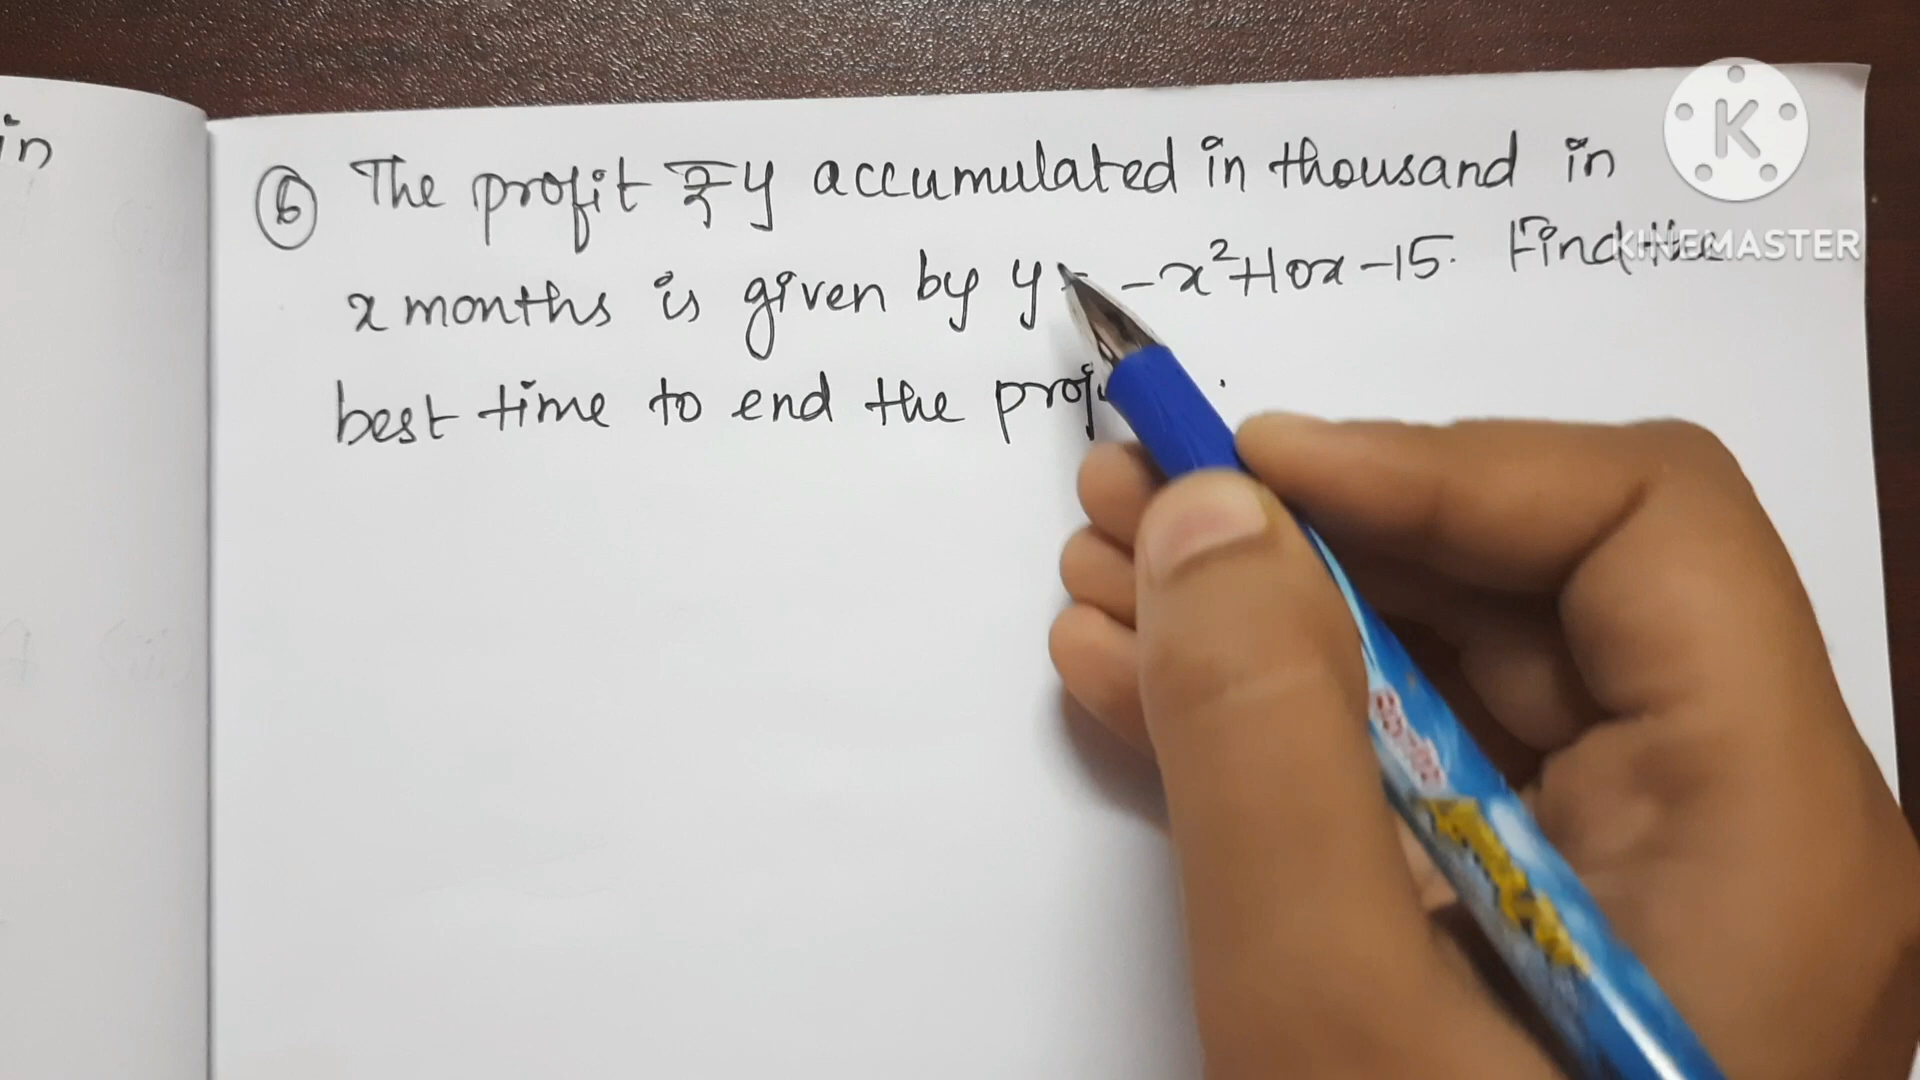 in
⑥ The profit ₹y accumulated in thousand in
x months is given by y = -x²+10x-15. Find the
best time to end the
K
KINEMASTER